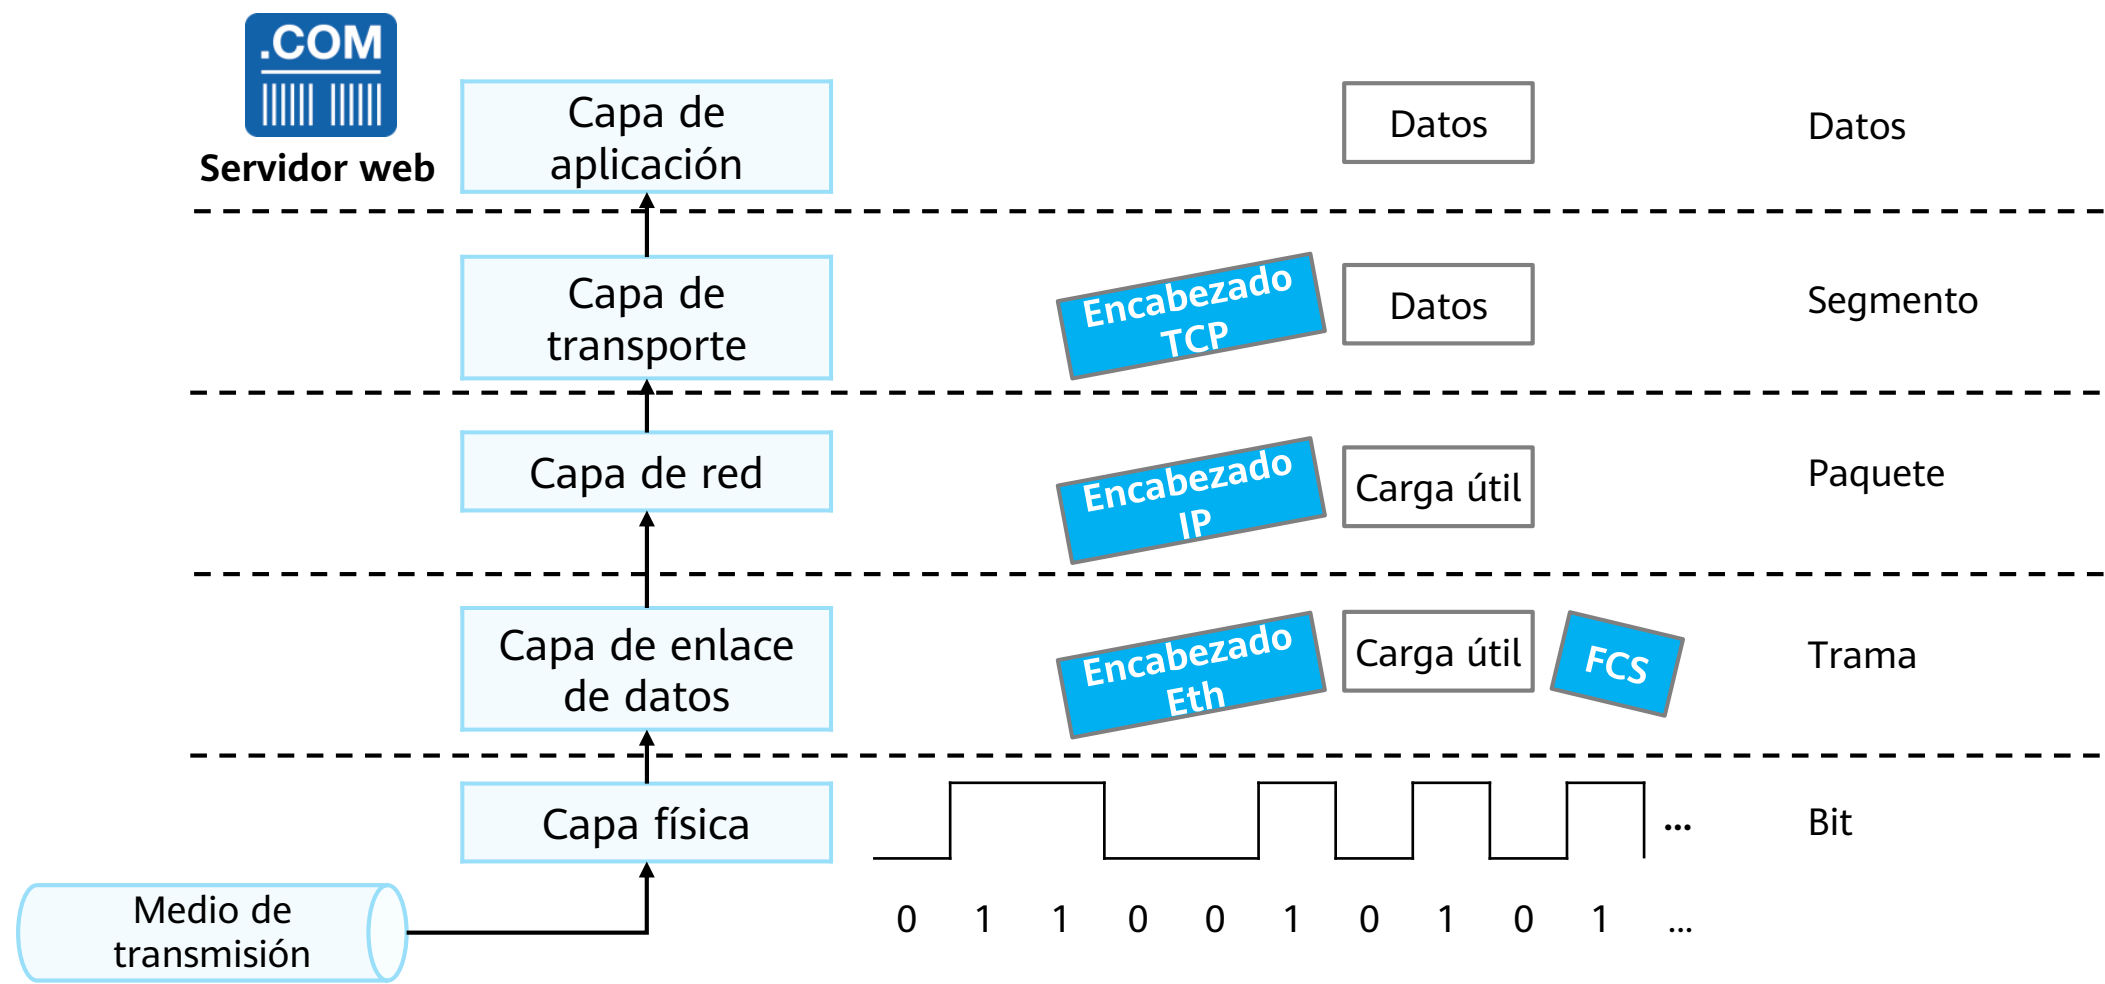 .COM
Servidor web
Capa de
aplicación
Datos
Datos
Capa de
transporte
Encabezado
TCP
Datos
Segmento
Capa de red
Encabezado
IP
Carga útil
Paquete
Capa de enlace
de datos
Encabezado
Eth
Carga útil
FCS
Trama
Capa física
...
Bit
Medio de
transmisión
0 1 1 0 0 1 0 1 0 1 ...